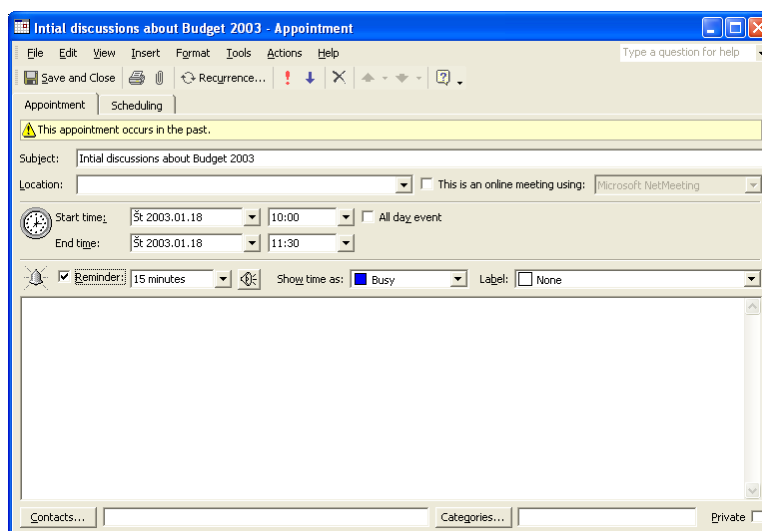 Intial discussions about Budget 2003 - Appointment
File Edit View Insert Format Tools Actions Help Type a question for help
Save and Close Recurrence...
Appointment Scheduling
This appointment occurs in the past.
Subject: Intial discussions about Budget 2003
Location: This is an online meeting using: Microsoft NetMeeting
Start time: Št 2003.01.18 10:00 All day event
End time: Št 2003.01.18 11:30
Reminder: 15 minutes Show time as: Busy Label: None
Contacts... Categories... Private